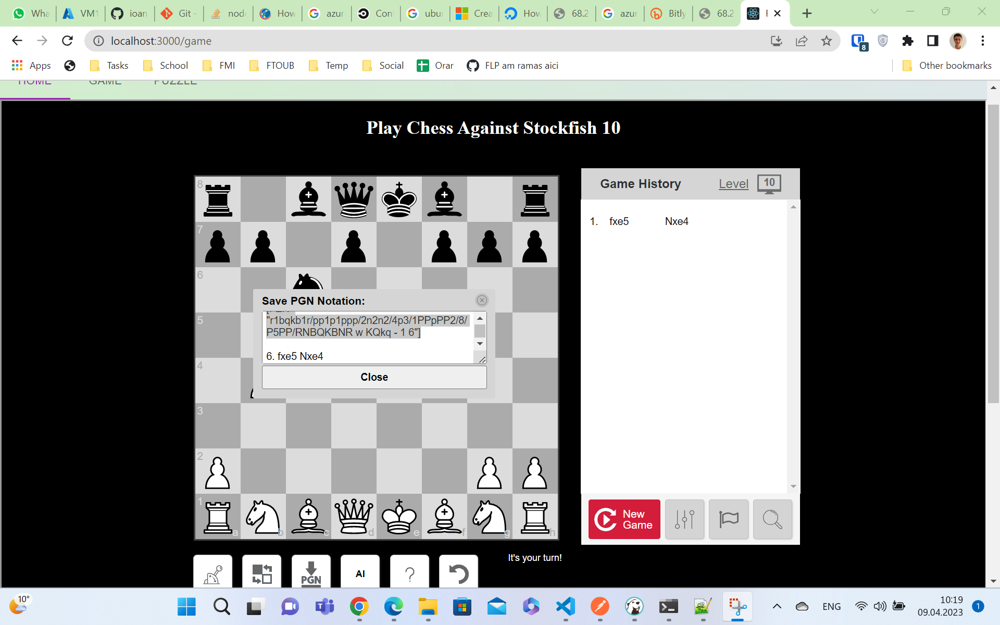 Wha
VM1
ioan
Git -
node
How
azur
Con
ubu
Crea
How
68.2
azur
Bitly
68.2
localhost:3000/game
8
Apps
Tasks
School
FMI
FTOUB
Temp
Social
Orar
FLP am ramas aici
Other bookmarks
HOME
GAME
PUZZLE
Play Chess Against Stockfish 10
Game History
Level
10
1. fxe5 Nxe4
8
7
6
5
4
3
2
1
a
b
c
d
e
f
g
h
Save PGN Notation:
"r1bqkb1r/pp1p1ppp/2n2n2/4p3/1PPpPP2/8/
P5PP/RNBQKBNR w KQkq - 1 6"]
6. fxe5 Nxe4
Close
New
Game
It's your turn!
PGN
AI
?
10°
ENG
10:19
09.04.2023
1